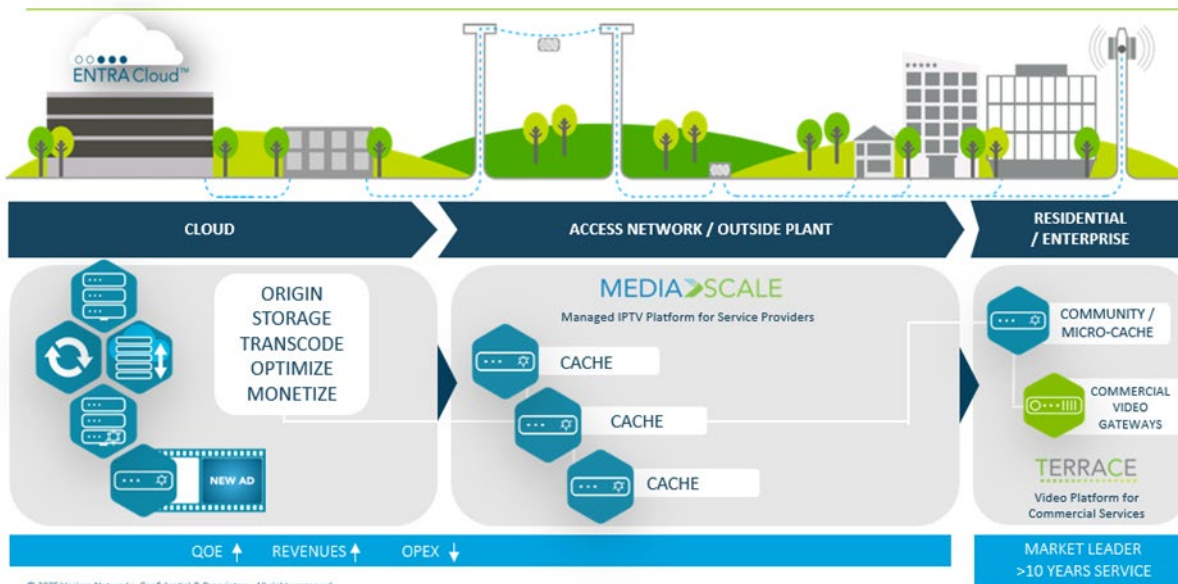 ENTRA Cloud™
CLOUD
ACCESS NETWORK / OUTSIDE PLANT
RESIDENTIAL
/ ENTERPRISE
ORIGIN
STORAGE
TRANSCODE
OPTIMIZE
MONETIZE
NEW AD
MEDIA SCALE
Managed IPTV Platform for Service Providers
CACHE
CACHE
CACHE
COMMUNITY /
MICRO-CACHE
COMMERCIAL
VIDEO
GATEWAYS
TERRACE
Video Platform for
Commercial Services
QOE ↑ REVENUES ↑ OPEX ↓
MARKET LEADER
>10 YEARS SERVICE